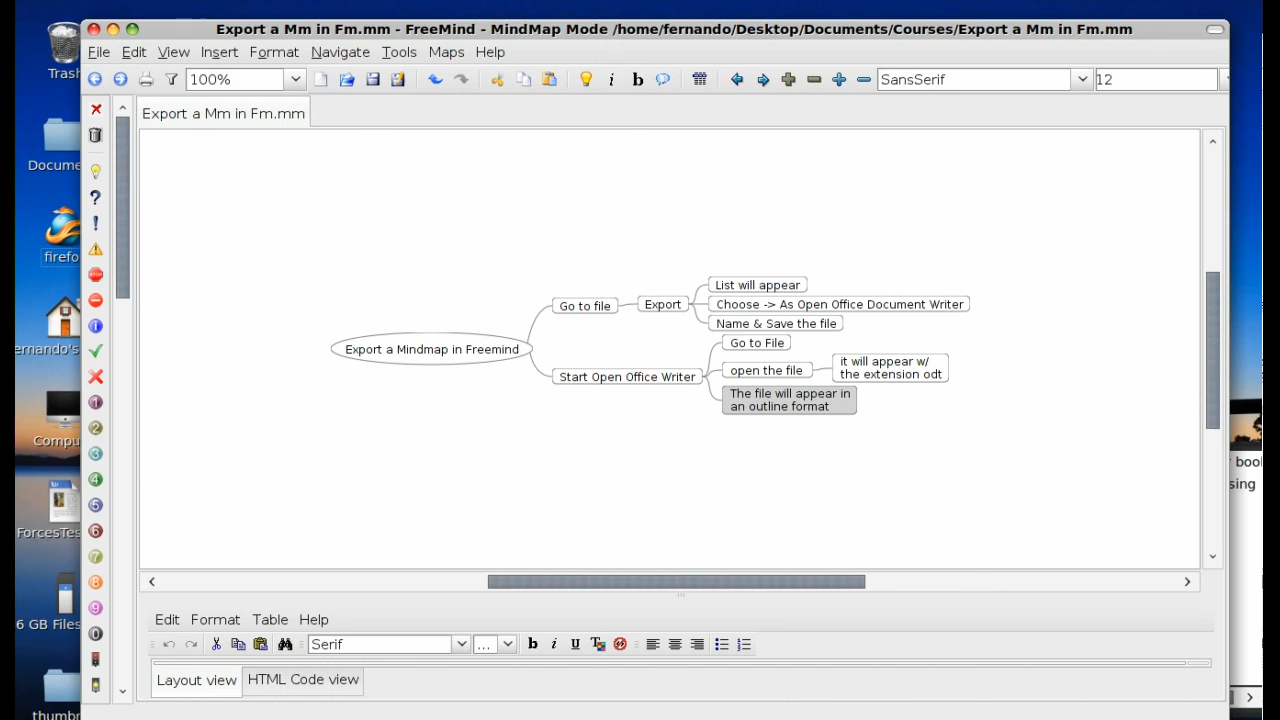 Export a Mm in Fm.mm - FreeMind - MindMap Mode /home/fernando/Desktop/Documents/Courses/Export a Mm in Fm.mm
File Edit View Insert Format Navigate Tools Maps Help
100%
SansSerif
12
Export a Mm in Fm.mm
Trash
Docume
firefo
ernando's
Compu
ForcesTes
6 GB Files
thumbn
Export a Mindmap in Freemind
Go to file
Export
List will appear
Choose -> As Open Office Document Writer
Name & Save the file
Start Open Office Writer
Go to File
open the file
it will appear w/
the extension odt
The file will appear in
an outline format
book
sing
Edit Format Table Help
Serif
...
Layout view
HTML Code view